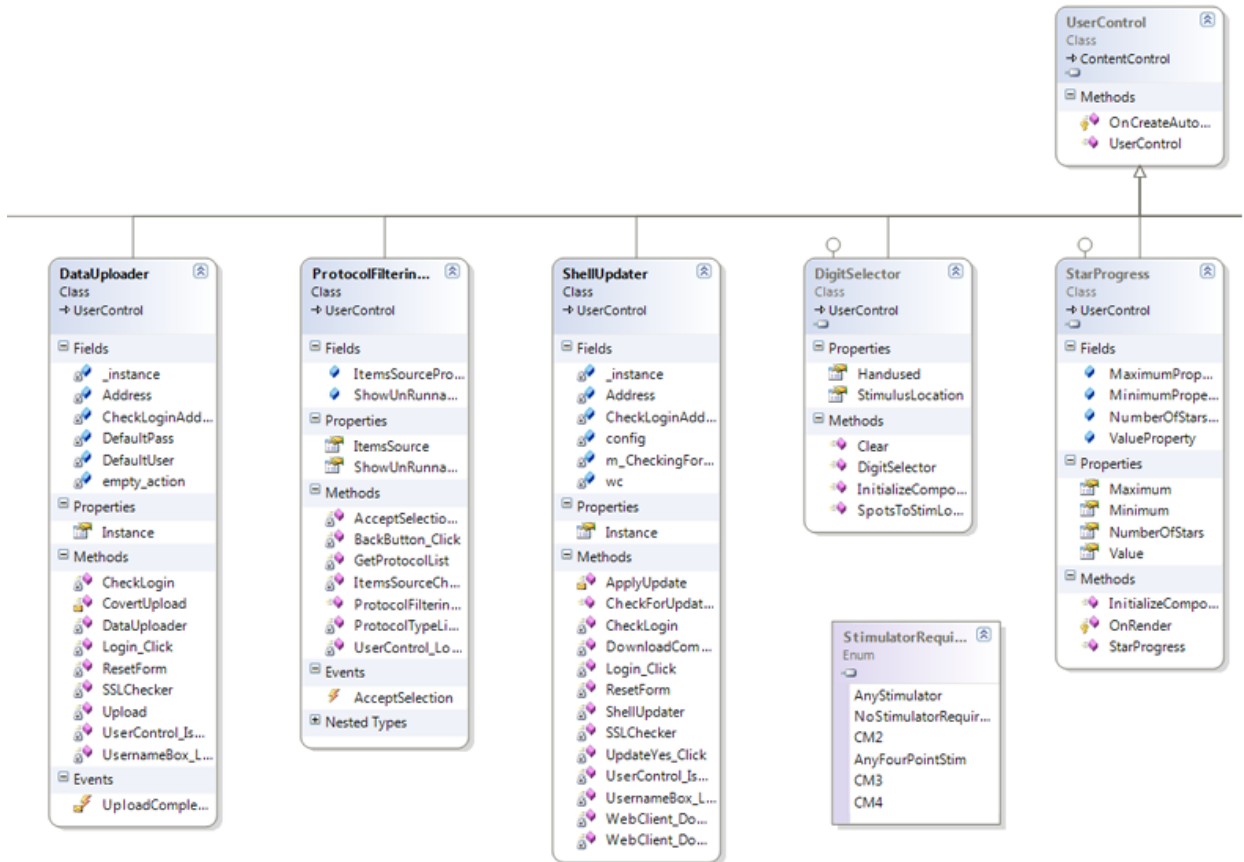 UserControl
Class
ContentControl
Methods
OnCreateAuto...
UserControl
DataUploader
Class
UserControl
Fields
_instance
Address
CheckLoginAdd...
DefaultPass
DefaultUser
empty_action
Properties
Instance
Methods
CheckLogin
CovertUpload
DataUploader
Login_Click
ResetForm
SSLChecker
Upload
UserControl_Is...
UsernameBox_L...
Events
UploadComple...
ProtocolFilterin...
Class
UserControl
Fields
ItemsSourcePro...
ShowUnRunna...
Properties
ItemsSource
ShowUnRunna...
Methods
AcceptSelectio...
BackButton_Click
GetProtocolList
ItemsSourceCh...
ProtocolFilterin...
ProtocolTypeLi...
UserControl_Lo...
Events
AcceptSelection
Nested Types
ShellUpdater
Class
UserControl
Fields
_instance
Address
CheckLoginAdd...
config
m_CheckingFor...
wc
Properties
Instance
Methods
ApplyUpdate
CheckForUpdat...
CheckLogin
DownloadCom...
Login_Click
ResetForm
ShellUpdater
SSLChecker
UpdateYes_Click
UserControl_Is...
UsernameBox_L...
WebClient_Do...
WebClient_Do...
DigitSelector
Class
UserControl
Properties
Handused
StimulusLocation
Methods
Clear
DigitSelector
InitializeCompo...
SpotsToStimLo...
StimulatorRequi...
Enum
AnyStimulator
NoStimulatorRequir...
CM2
AnyFourPointStim
CM3
CM4
StarProgress
Class
UserControl
Fields
MaximumProp...
MinimumPrope...
NumberOfStars...
ValueProperty
Properties
Maximum
Minimum
NumberOfStars
Value
Methods
InitializeCompo...
OnRender
StarProgress